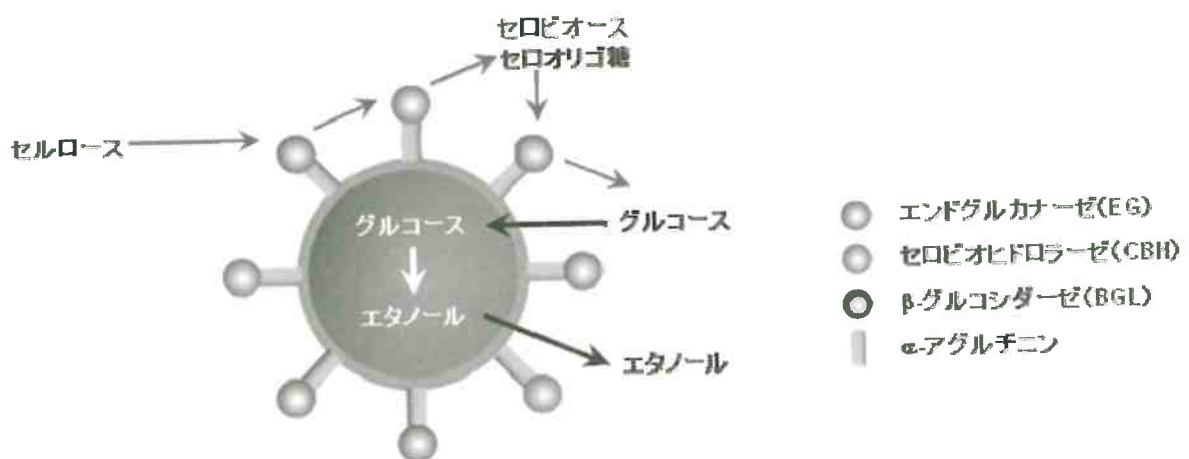 セロビオース
セロオリゴ糖
セルロース
グルコース
グルコース
エタノール
エタノール
エンドグルカナーゼ(EG)
セロビオヒドロラーゼ(CBH)
β-グルコシダーゼ(BGL)
α-アグルチニン